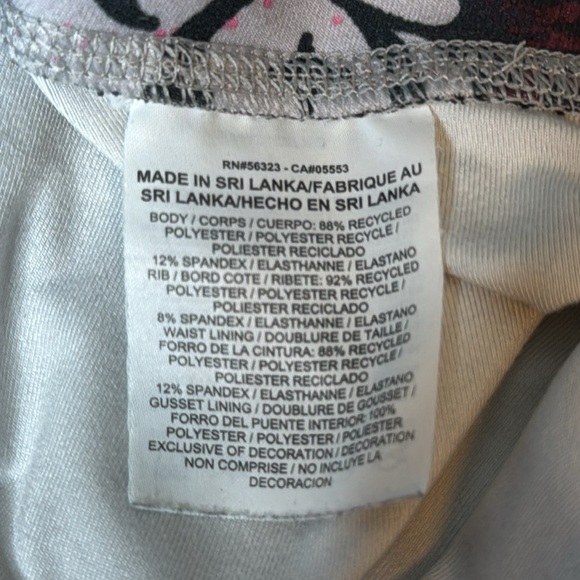 RN#56323 - CA#05553
MADE IN SRI LANKA/FABRIQUE AU
SRI LANKA/HECHO EN SRI LANKA
BODY / CORPS / CUERPO: 88% RECYCLED
POLYESTER / POLYESTER RECYCLE /
POLIESTER RECICLADO
12% SPANDEX / ELASTHANNE / ELASTANO
RIB / BORD COTE / RIBETE: 92% RECYCLED
POLYESTER / POLYESTER RECYCLE /
POLIESTER RECICLADO
8% SPANDEX / ELASTHANNE / ELASTANO
WAIST LINING / DOUBLURE DE TAILLE /
FORRO DE LA CINTURA: 88% RECYCLED
POLYESTER / POLYESTER RECYCLE /
POLIESTER RECICLADO
12% SPANDEX / ELASTHANNE / ELASTANO
GUSSET LINING / DOUBLURE DE GOUSSET /
FORRO DEL PUENTE INTERIOR: 100%
POLYESTER / POLYESTER / POLIESTER
EXCLUSIVE OF DECORATION / DECORATION
NON COMPRISE / NO INCLUYE LA
DECORACION